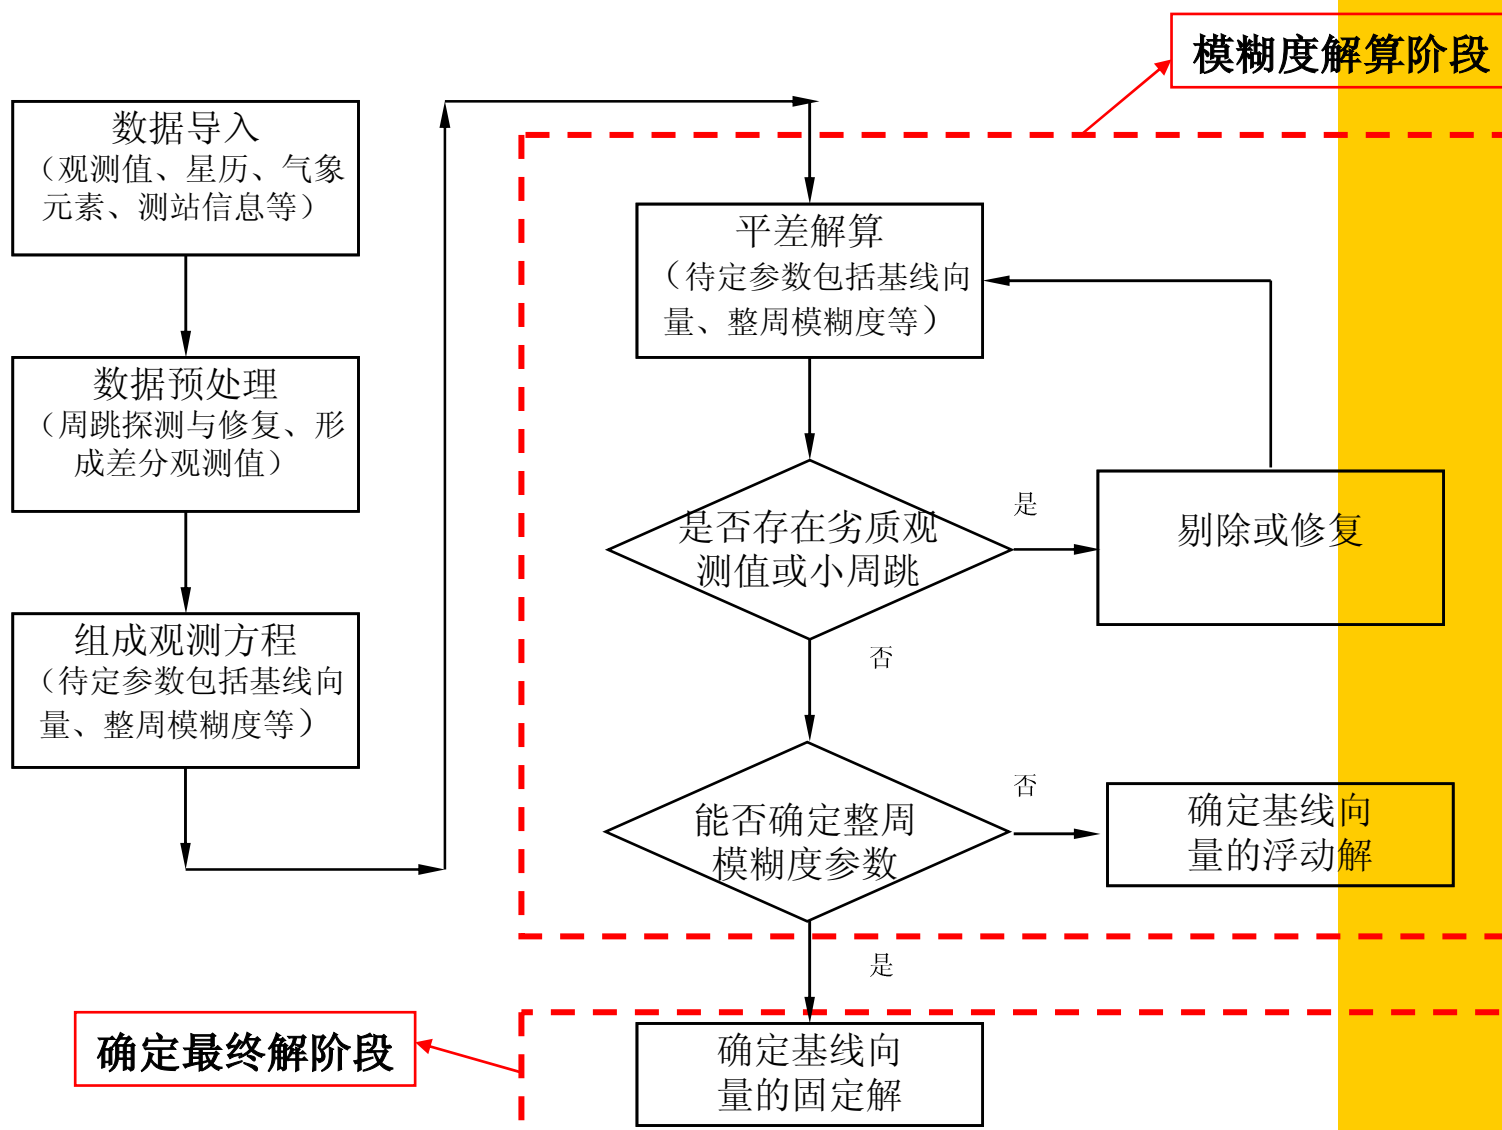 模糊度解算阶段
数据导入
（观测值、星历、气象
元素、测站信息等）
数据预处理
（周跳探测与修复、形
成差分观测值）
组成观测方程
（待定参数包括基线向
量、整周模糊度等）
平差解算
（待定参数包括基线向
量、整周模糊度等）
是否存在劣质观
测值或小周跳
是
剔除或修复
否
能否确定整周
模糊度参数
否
确定基线向
量的浮动解
是
确定最终解阶段
确定基线向
量的固定解